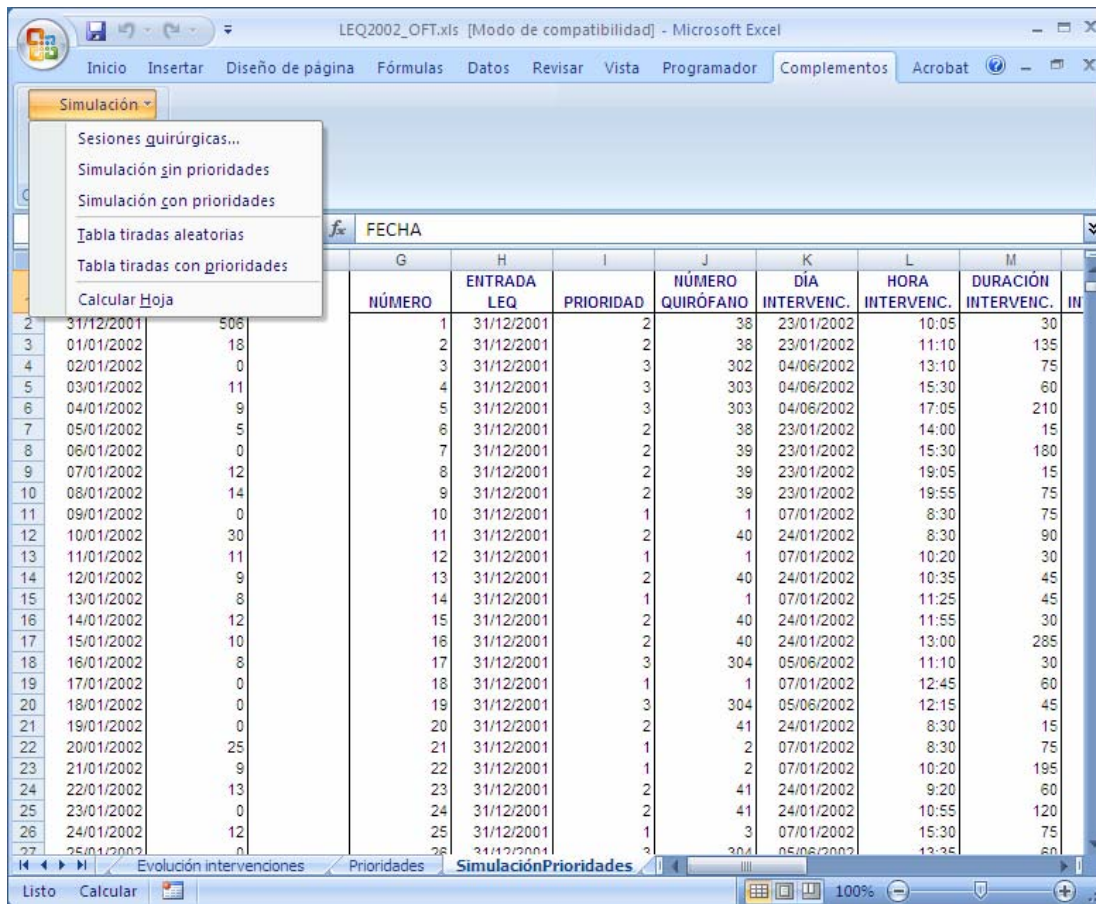 LEQ2002_OFT.xls [Modo de compatibilidad] - Microsoft Excel
Inicio Insertar Diseño de página Fórmulas Datos Revisar Vista Programador Complementos Acrobat
Simulación
Sesiones quirúrgicas...
Simulación sin prioridades
Simulación con prioridades
Tabla tiradas aleatorias
Tabla tiradas con prioridades
Calcular Hoja
fx FECHA
G H I J K L M
NÚMERO ENTRADA LEQ PRIORIDAD NÚMERO QUIRÓFANO DÍA INTERVENC. HORA INTERVENC. DURACIÓN INTERVENC. IN
2 31/12/2001 506 1 31/12/2001 2 38 23/01/2002 10:05 30
3 01/01/2002 18 2 31/12/2001 2 38 23/01/2002 11:10 135
4 02/01/2002 0 3 31/12/2001 3 302 04/06/2002 13:10 75
5 03/01/2002 11 4 31/12/2001 3 303 04/06/2002 15:30 60
6 04/01/2002 9 5 31/12/2001 3 303 04/06/2002 17:05 210
7 05/01/2002 5 6 31/12/2001 2 38 23/01/2002 14:00 15
8 06/01/2002 0 7 31/12/2001 2 39 23/01/2002 15:30 180
9 07/01/2002 12 8 31/12/2001 2 39 23/01/2002 19:05 15
10 08/01/2002 14 9 31/12/2001 2 39 23/01/2002 19:55 75
11 09/01/2002 0 10 31/12/2001 1 1 07/01/2002 8:30 75
12 10/01/2002 30 11 31/12/2001 2 40 24/01/2002 8:30 90
13 11/01/2002 11 12 31/12/2001 1 1 07/01/2002 10:20 30
14 12/01/2002 9 13 31/12/2001 2 40 24/01/2002 10:35 45
15 13/01/2002 8 14 31/12/2001 1 1 07/01/2002 11:25 45
16 14/01/2002 12 15 31/12/2001 2 40 24/01/2002 11:55 30
17 15/01/2002 10 16 31/12/2001 2 40 24/01/2002 13:00 285
18 16/01/2002 8 17 31/12/2001 3 304 05/06/2002 11:10 30
19 17/01/2002 0 18 31/12/2001 1 1 07/01/2002 12:45 60
20 18/01/2002 0 19 31/12/2001 3 304 05/06/2002 12:15 45
21 19/01/2002 0 20 31/12/2001 2 41 24/01/2002 8:30 15
22 20/01/2002 25 21 31/12/2001 1 2 07/01/2002 8:30 75
23 21/01/2002 9 22 31/12/2001 1 2 07/01/2002 10:20 195
24 22/01/2002 13 23 31/12/2001 2 41 24/01/2002 9:20 60
25 23/01/2002 0 24 31/12/2001 2 41 24/01/2002 10:55 120
26 24/01/2002 12 25 31/12/2001 1 3 07/01/2002 15:30 75
27 25/01/2002 0 26 31/12/2001 3 304 05/06/2002 13:35 60
Evolución intervenciones Prioridades SimulaciónPrioridades
Listo Calcular 100%